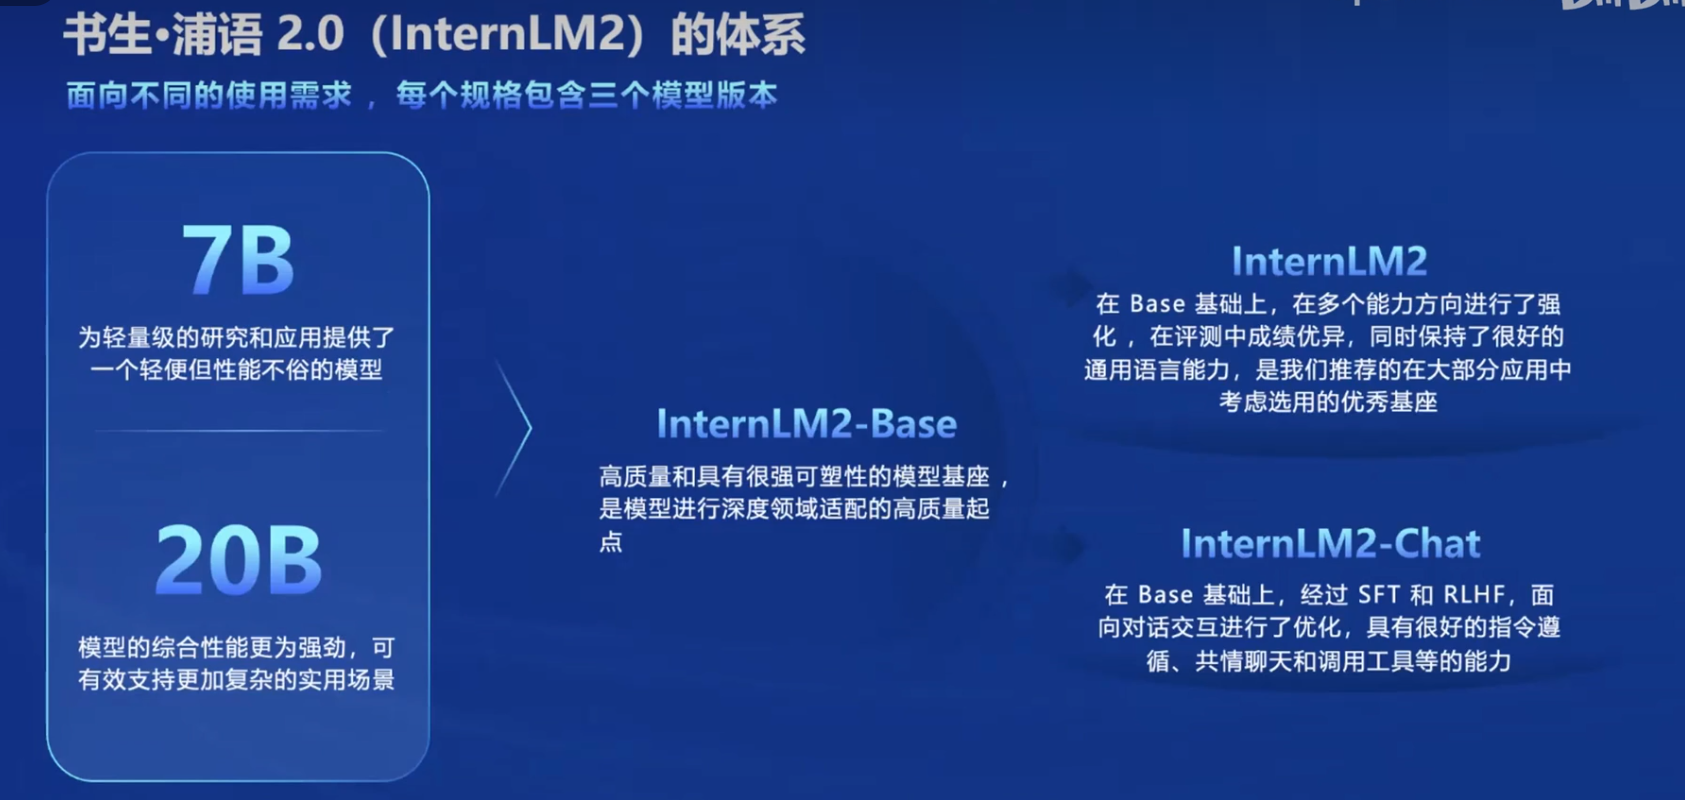 书生•浦语 2.0（InternLM2）的体系
面向不同的使用需求 ，每个规格包含三个模型版本
7B
为轻量级的研究和应用提供了
一个轻便但性能不俗的模型
20B
模型的综合性能更为强劲，可
有效支持更加复杂的实用场景
InternLM2-Base
高质量和具有很强可塑性的模型基座 ，
是模型进行深度领域适配的高质量起
点
InternLM2
在 Base 基础上，在多个能力方向进行了强
化 ，在评测中成绩优异，同时保持了很好的
通用语言能力，是我们推荐的在大部分应用中
考虑选用的优秀基座
InternLM2-Chat
在 Base 基础上，经过 SFT 和 RLHF，面
向对话交互进行了优化，具有很好的指令遵
循、共情聊天和调用工具等的能力